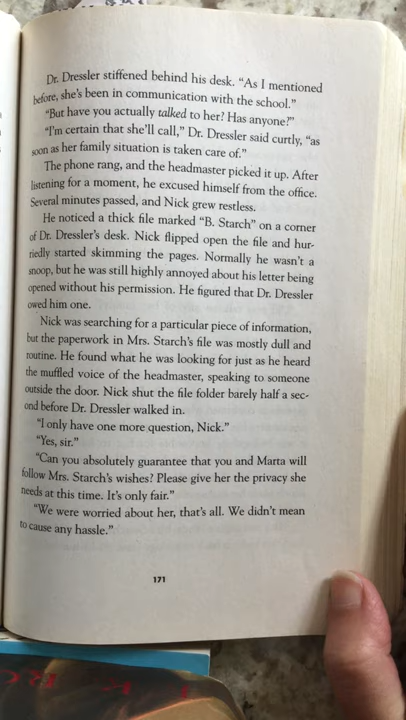 Dr. Dressler stiffened behind his desk. “As I mentioned
before, she’s been in communication with the school.”
“But have you actually talked to her? Has anyone?”
“I’m certain that she’ll call,” Dr. Dressler said curtly, “as
soon as her family situation is taken care of.”
The phone rang, and the headmaster picked it up. After
listening for a moment, he excused himself from the office.
Several minutes passed, and Nick grew restless.
He noticed a thick file marked “B. Starch” on a corner
of Dr. Dressler’s desk. Nick flipped open the file and hur-
riedly started skimming the pages. Normally he wasn’t a
snoop, but he was still highly annoyed about his letter being
opened without his permission. He figured that Dr. Dressler
owed him one.
Nick was searching for a particular piece of information,
but the paperwork in Mrs. Starch’s file was mostly dull and
routine. He found what he was looking for just as he heard
the muffled voice of the headmaster, speaking to someone
outside the door. Nick shut the file folder barely half a sec-
ond before Dr. Dressler walked in.
“I only have one more question, Nick.”
“Yes, sir.”
“Can you absolutely guarantee that you and Marta will
follow Mrs. Starch’s wishes? Please give her the privacy she
needs at this time. It’s only fair.”
“We were worried about her, that’s all. We didn’t mean
to cause any hassle.”
171